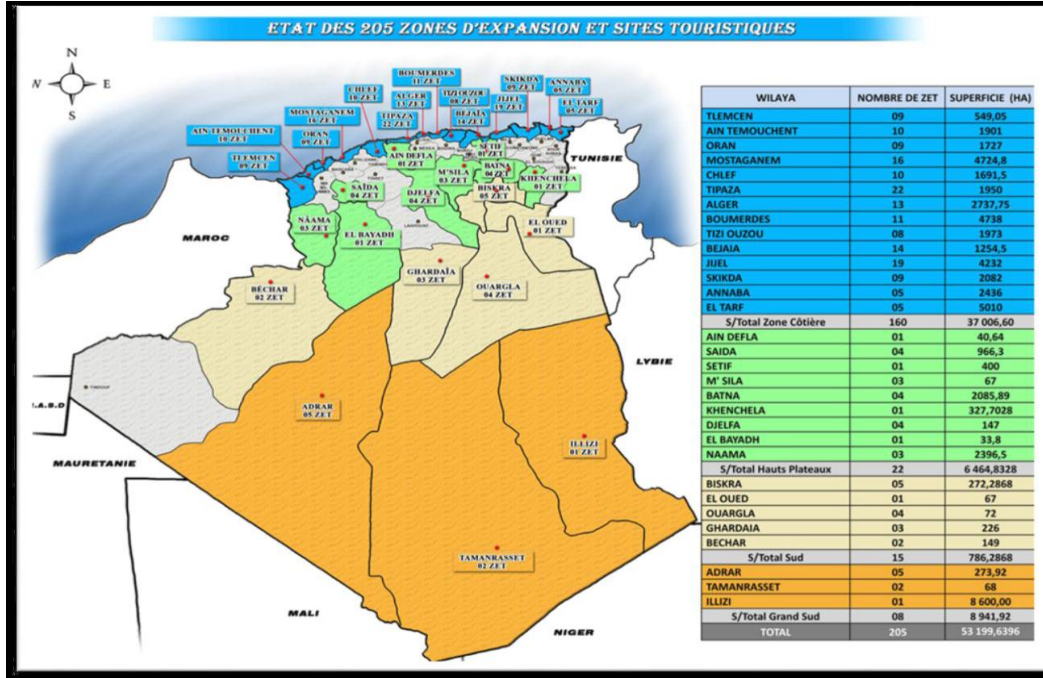 ETAT DES 205 ZONES D'EXPANSION ET SITES TOURISTIQUES
N
W
E
S
BOUMERDES
11 ZET
SKIKDA
09 ZET
ANNABA
05 ZET
CHLEF
10 ZET
ALGER
13 ZET
TIZI OUZOU
08 ZET
JIJEL
19 ZET
EL TARF
05 ZET
MOSTAGANEM
16 ZET
TIPAZA
22 ZET
BEJAIA
14 ZET
AIN TEMOUCHENT
10 ZET
ORAN
09 ZET
TLEMCEN
09 ZET
AIN DEFLA
01 ZET
SETIF
01 ZET
TUNISIE
M'SILA
03 ZET
BATNA
04 ZET
KHENCHELA
01 ZET
SAÏDA
04 ZET
DJELFA
04 ZET
BISKRA
05 ZET
NÂAMA
03 ZET
EL BAYADH
01 ZET
EL OUED
01 ZET
LAGHOUAT
MAROC
GHARDAÏA
03 ZET
OUARGLA
04 ZET
BÉCHAR
02 ZET
LYBIE
TINDOUF
R.A.S.D
ADRAR
05 ZET
ILLIZI
01 ZET
MAURETANIE
TAMANRASSET
02 ZET
MALI
NIGER
WILAYA NOMBRE DE ZET SUPERFICIE (HA)
TLEMCEN 09 549,05
AIN TEMOUCHENT 10 1901
ORAN 09 1727
MOSTAGANEM 16 4724,8
CHLEF 10 1691,5
TIPAZA 22 1950
ALGER 13 2737,75
BOUMERDES 11 4738
TIZI OUZOU 08 1973
BEJAIA 14 1254,5
JIJEL 19 4232
SKIKDA 09 2082
ANNABA 05 2436
EL TARF 05 5010
S/Total Zone Côtière 160 37 006,60
AIN DEFLA 01 40,64
SAIDA 04 966,3
SETIF 01 400
M' SILA 03 67
BATNA 04 2085,89
KHENCHELA 01 327,7028
DJELFA 04 147
EL BAYADH 01 33,8
NAAMA 03 2396,5
S/Total Hauts Plateaux 22 6 464,8328
BISKRA 05 272,2868
EL OUED 01 67
OUARGLA 04 72
GHARDAIA 03 226
BECHAR 02 149
S/Total Sud 15 786,2868
ADRAR 05 273,92
TAMANRASSET 02 68
ILLIZI 01 8 600,00
S/Total Grand Sud 08 8 941,92
TOTAL 205 53 199,6396